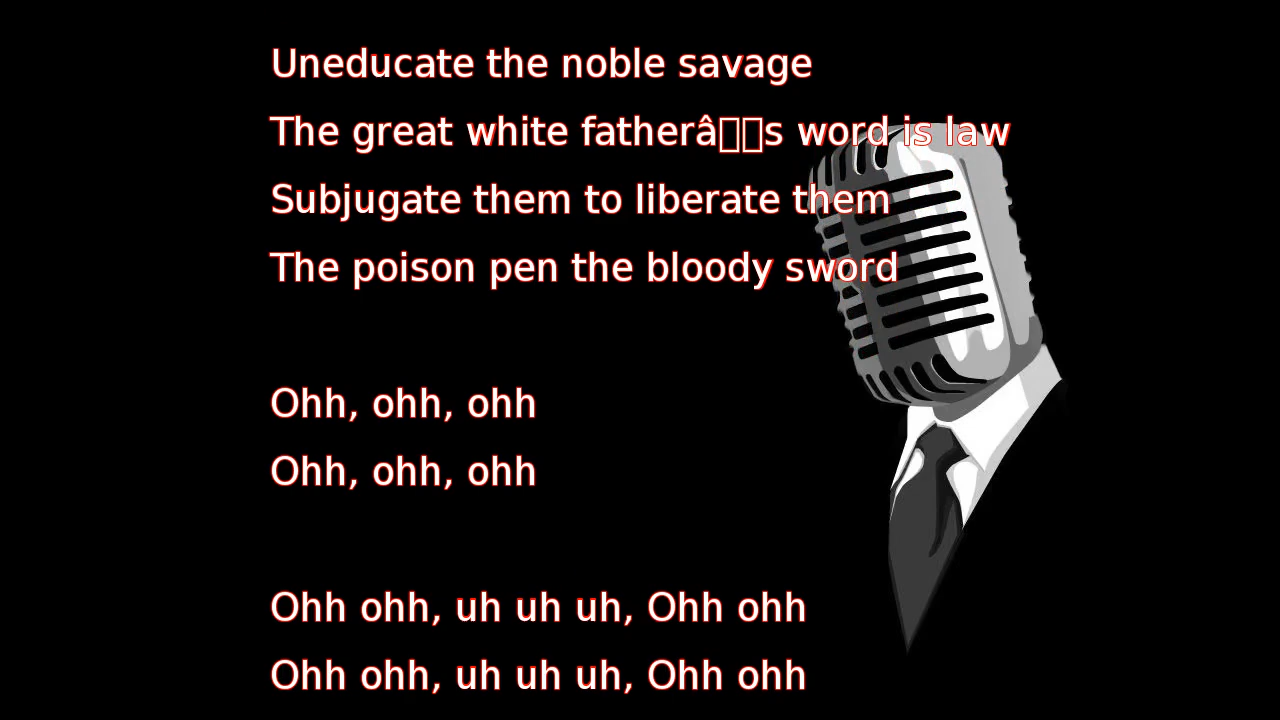 Uneducate the noble savage
The great white fatherâ▯▯s word is law
Subjugate them to liberate them
The poison pen the bloody sword
Ohh, ohh, ohh
Ohh, ohh, ohh
Ohh ohh, uh uh uh, Ohh ohh
Ohh ohh, uh uh uh, Ohh ohh